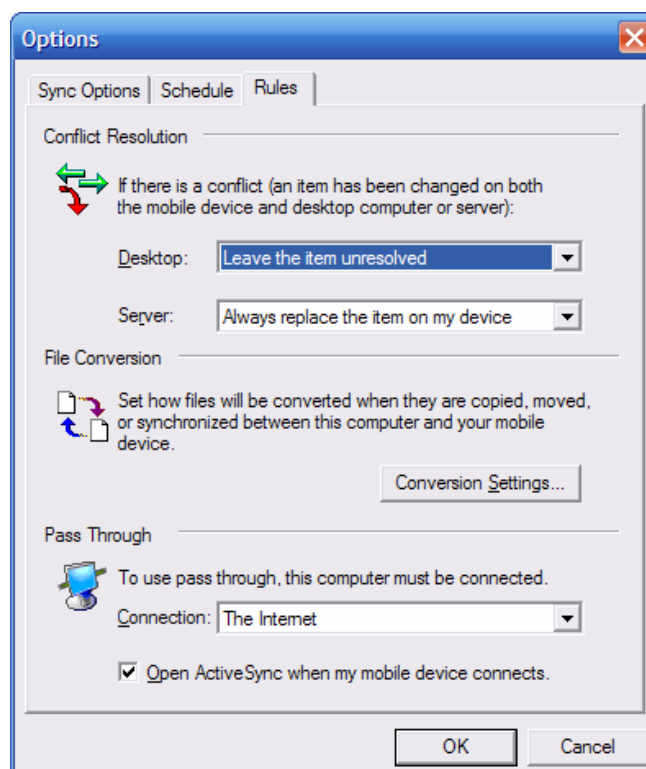 Options
Sync Options Schedule Rules
Conflict Resolution
If there is a conflict (an item has been changed on both
the mobile device and desktop computer or server):
Desktop: Leave the item unresolved
Server: Always replace the item on my device
File Conversion
Set how files will be converted when they are copied, moved,
or synchronized between this computer and your mobile
device.
Conversion Settings...
Pass Through
To use pass through, this computer must be connected.
Connection: The Internet
Open ActiveSync when my mobile device connects.
OK Cancel